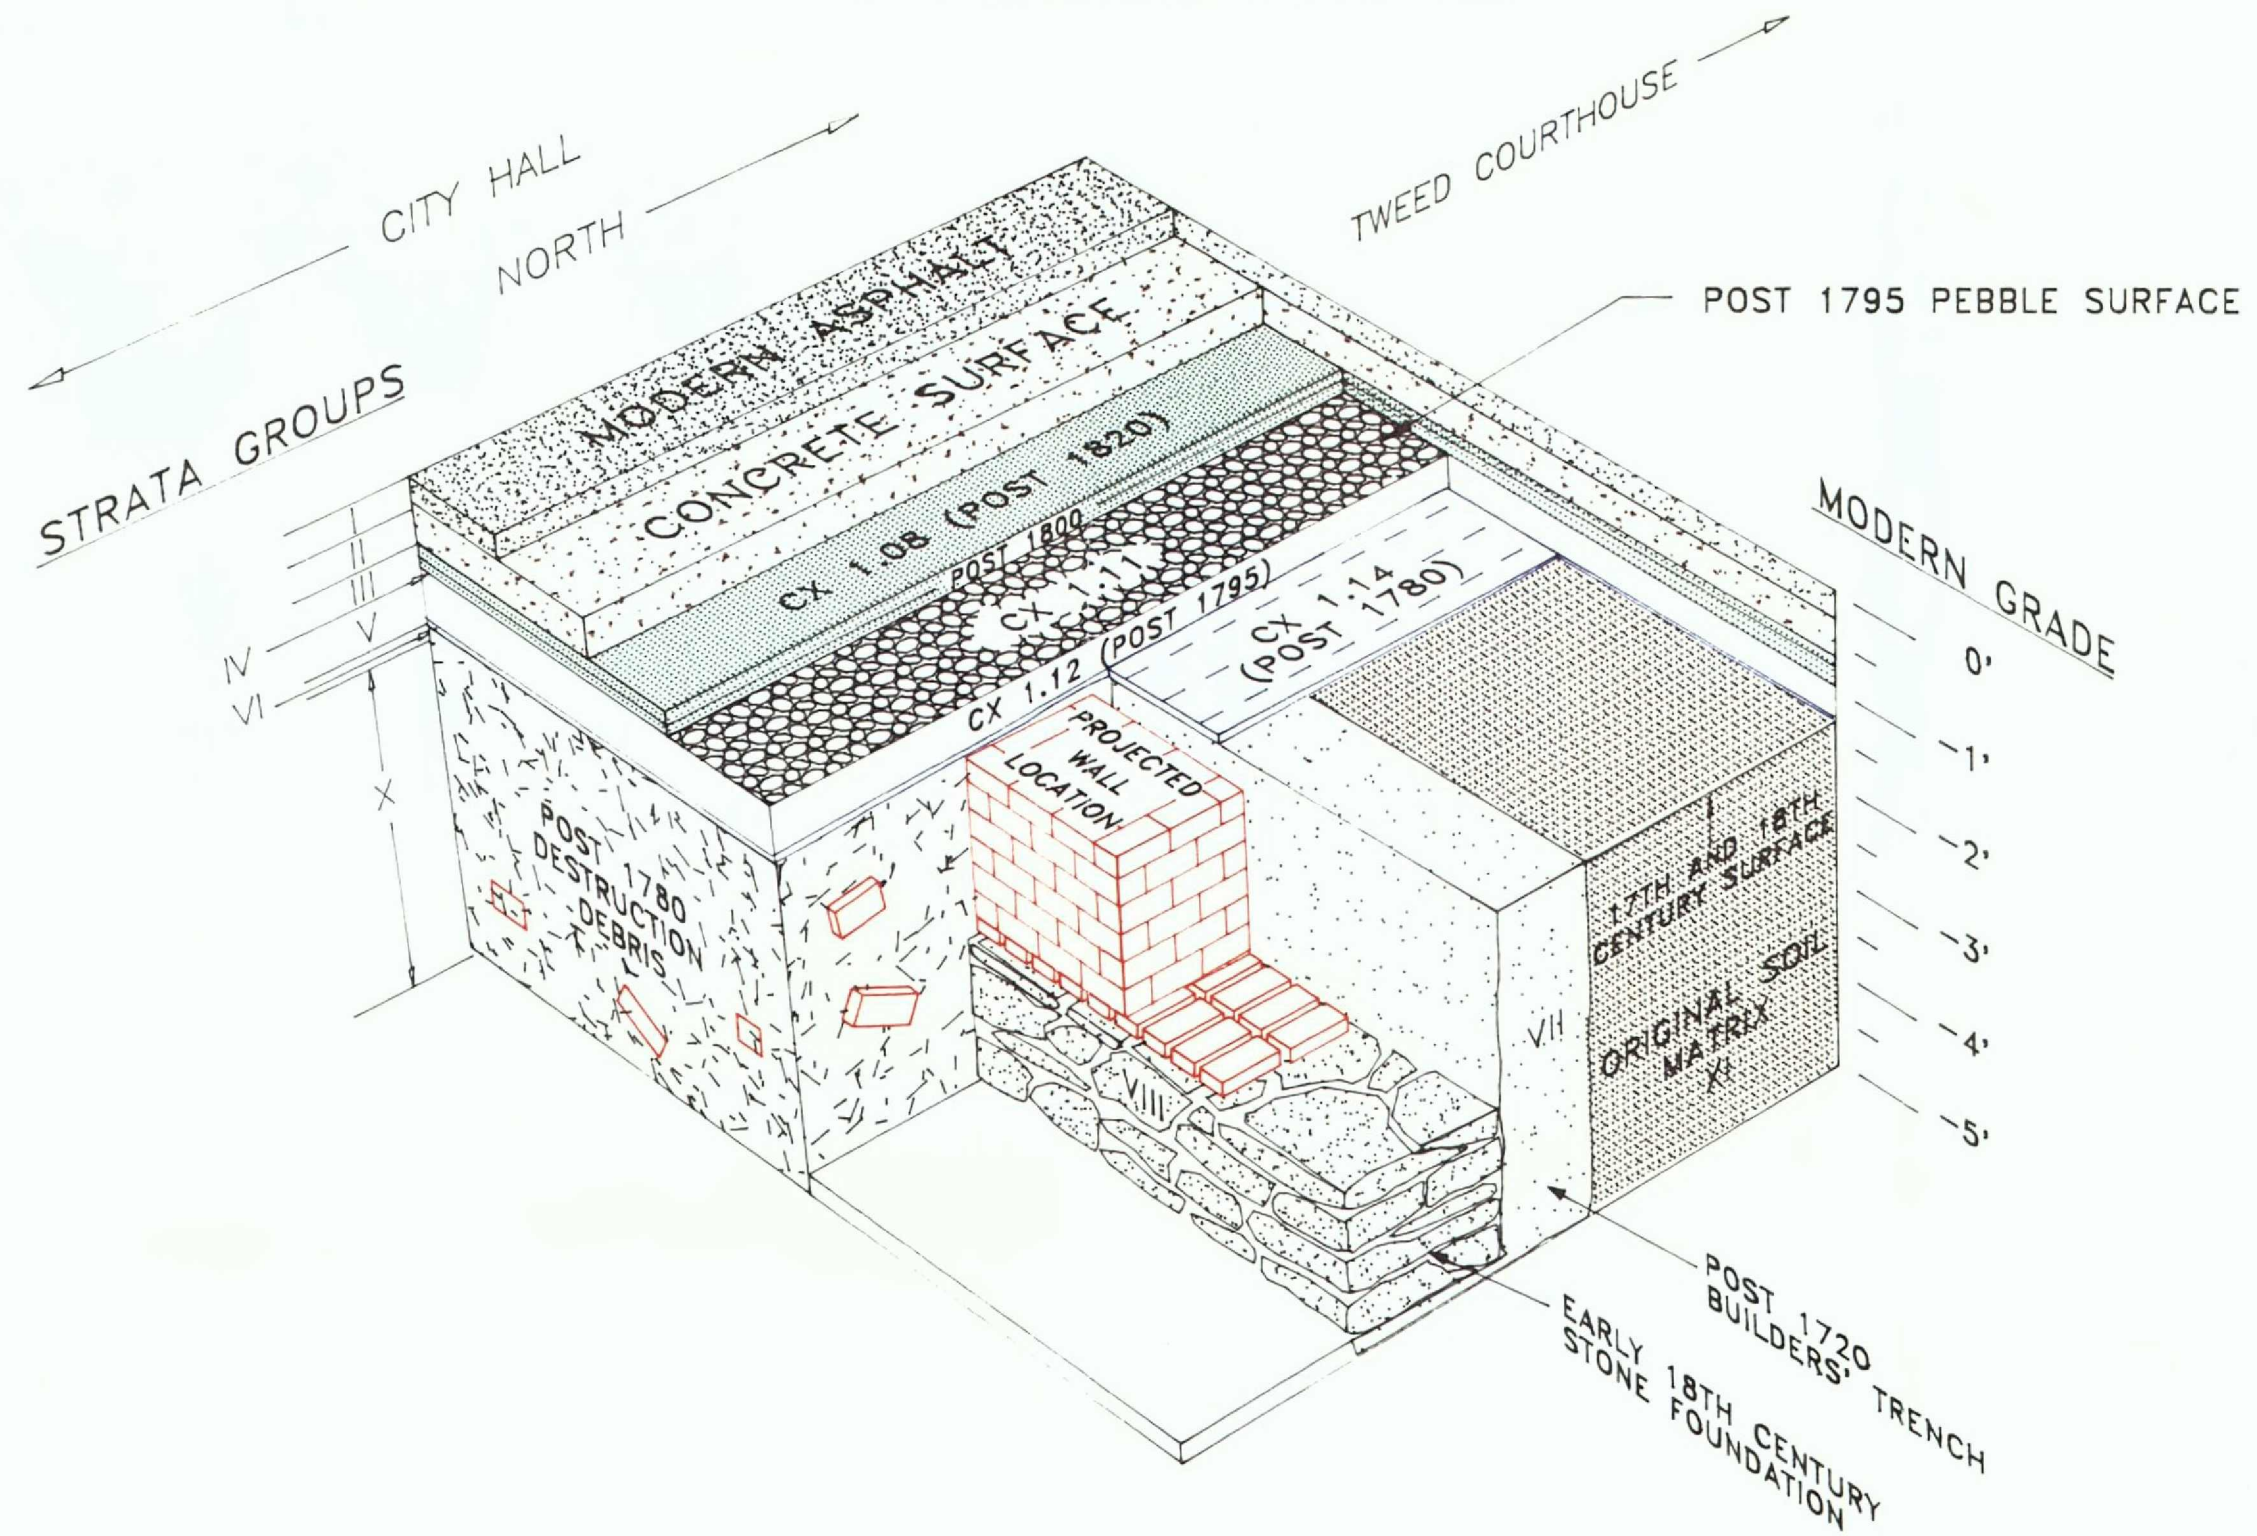 CITY HALL
NORTH
TWEED COURTHOUSE
STRATA GROUPS
POST 1795 PEBBLE SURFACE
MODERN ASPHALT
CONCRETE SURFACE
CX 1.08 (POST 1820)
POST 1800
CX 1.11
CX 1.12 (POST 1795)
CX 1.14
(POST 1780)
MODERN GRADE
I
II
III
IV
V
VI
X
0'
-1'
-2'
-3'
-4'
-5'
PROJECTED
WALL
LOCATION
POST 1780
DESTRUCTION
DEBRIS
17TH AND 18TH
CENTURY SURFACE
ORIGINAL SOIL
MATRIX
XI
VII
VIII
POST 1720
BUILDERS' TRENCH
EARLY 18TH CENTURY
STONE FOUNDATION